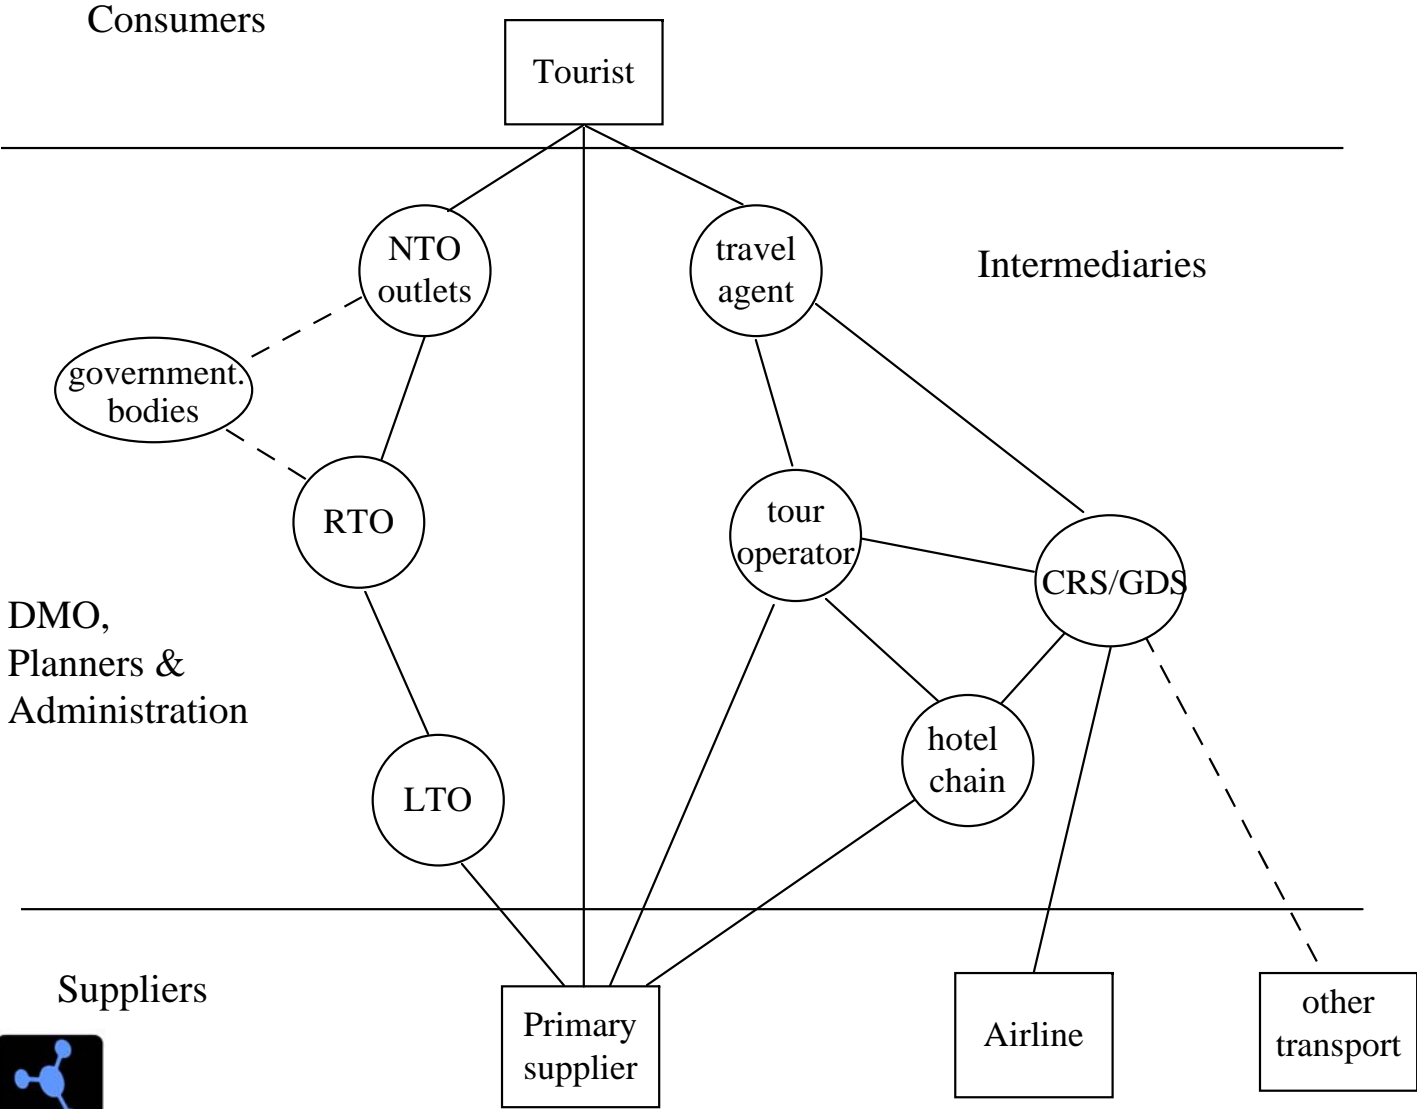 Consumers
Tourist
NTO
outlets
travel
agent
Intermediaries
government.
bodies
RTO
tour
operator
CRS/GDS
DMO,
Planners &
Administration
hotel
chain
LTO
Suppliers
Primary
supplier
Airline
other
transport